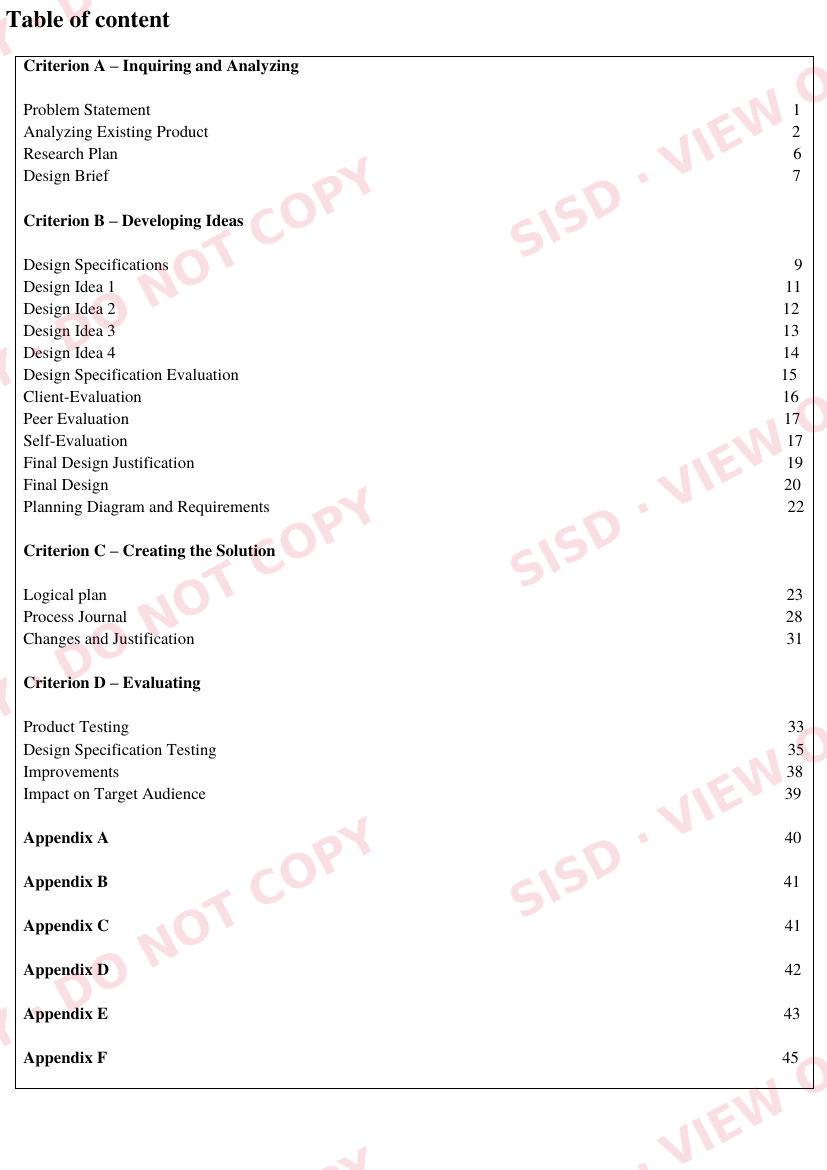 Table of content
Criterion A – Inquiring and Analyzing
Problem Statement 1
Analyzing Existing Product 2
Research Plan 6
Design Brief 7
Criterion B – Developing Ideas
Design Specifications 9
Design Idea 1 11
Design Idea 2 12
Design Idea 3 13
Design Idea 4 14
Design Specification Evaluation 15
Client-Evaluation 16
Peer Evaluation 17
Self-Evaluation 17
Final Design Justification 19
Final Design 20
Planning Diagram and Requirements 22
Criterion C – Creating the Solution
Logical plan 23
Process Journal 28
Changes and Justification 31
Criterion D – Evaluating
Product Testing 33
Design Specification Testing 35
Improvements 38
Impact on Target Audience 39
Appendix A 40
Appendix B 41
Appendix C 41
Appendix D 42
Appendix E 43
Appendix F 45
SISD · VIEW O
Y · DO NOT COPY
SISD · VIEW O
Y · DO NOT COPY
SISD · VIEW O
Y · DO NOT COPY
· VIEW O
COPY